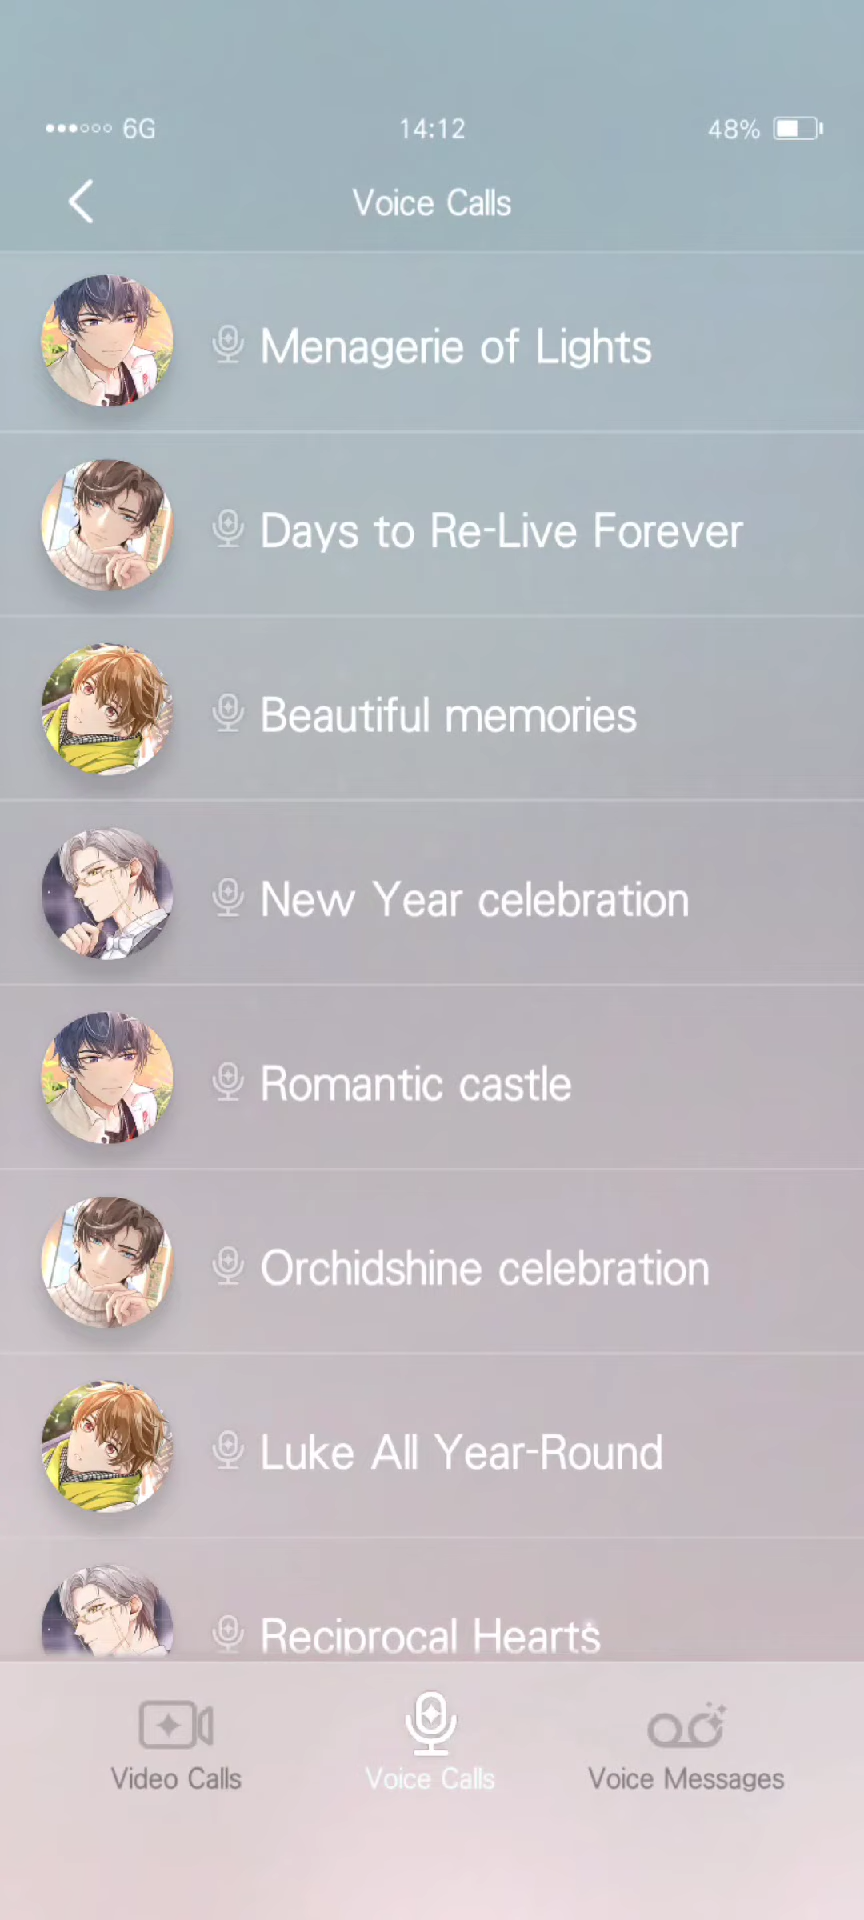 6G
14:12
48%
Voice Calls
Menagerie of Lights
Days to Re-Live Forever
Beautiful memories
New Year celebration
Romantic castle
Orchidshine celebration
Luke All Year-Round
Reciprocal Hearts
Video Calls
Voice Calls
Voice Messages